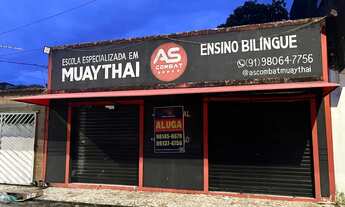 ESCOLA ESPECIALIZADA EM
MUAYTHAI
AS
COMBAT
ENSINO BILÍNGUE
(91) 98064-7756
@ascombatmuaythai
ALUGA